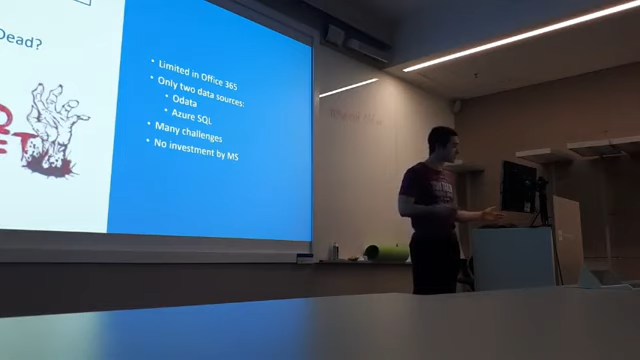 Dead?
• Limited in Office 365
• Only two data sources:
• Odata
• Azure SQL
• Many challenges
• No investment by MS